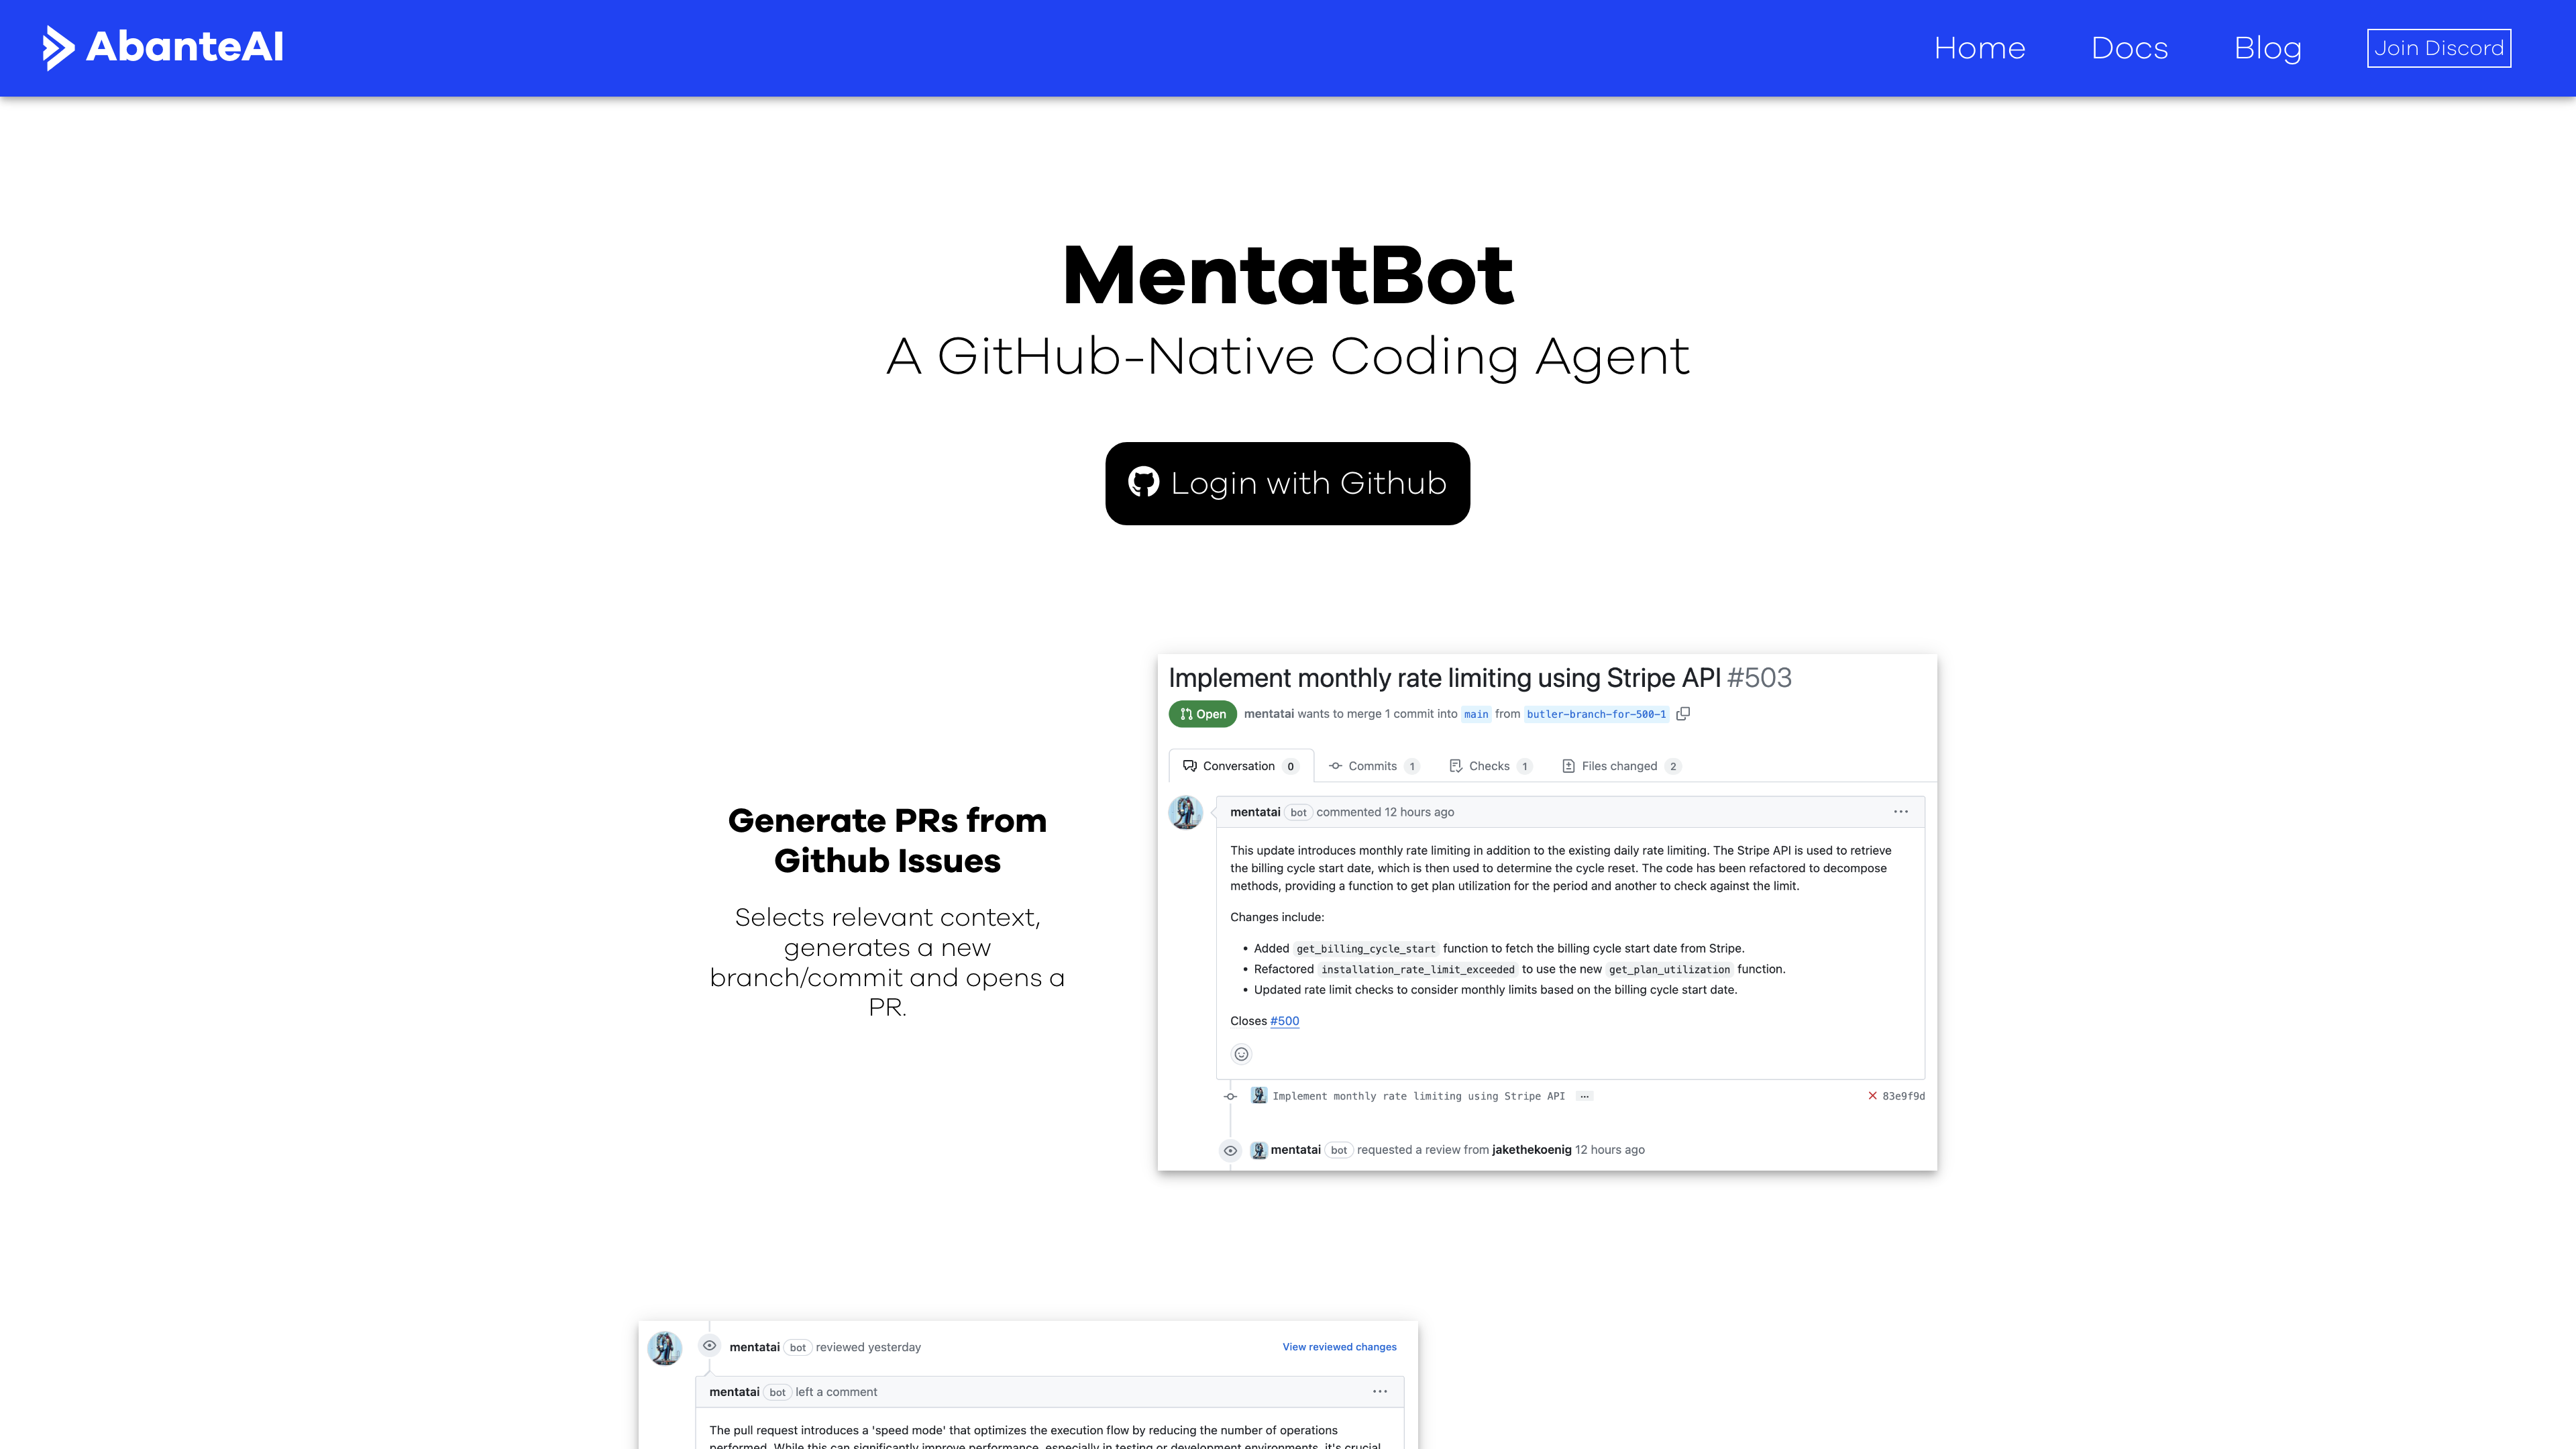 AbanteAI
Home Docs Blog Join Discord
MentatBot
A GitHub-Native Coding Agent
Login with Github
Generate PRs from
Github Issues
Selects relevant context,
generates a new
branch/commit and opens a
PR.
Implement monthly rate limiting using Stripe API #503
Open mentatai wants to merge 1 commit into main from butler-branch-for-500-1
Conversation 0 Commits 1 Checks 1 Files changed 2
mentatai bot commented 12 hours ago
This update introduces monthly rate limiting in addition to the existing daily rate limiting. The Stripe API is used to retrieve
the billing cycle start date, which is then used to determine the cycle reset. The code has been refactored to decompose
methods, providing a function to get plan utilization for the period and another to check against the limit.
Changes include:
• Added get_billing_cycle_start function to fetch the billing cycle start date from Stripe.
• Refactored installation_rate_limit_exceeded to use the new get_plan_utilization function.
• Updated rate limit checks to consider monthly limits based on the billing cycle start date.
Closes #500
Implement monthly rate limiting using Stripe API ... 83e9f9d
mentatai bot requested a review from jakethekoenig 12 hours ago
mentatai bot reviewed yesterday View reviewed changes
mentatai bot left a comment
The pull request introduces a 'speed mode' that optimizes the execution flow by reducing the number of operations
performed. While this can significantly improve performance, especially in testing or development environments, it's crucial